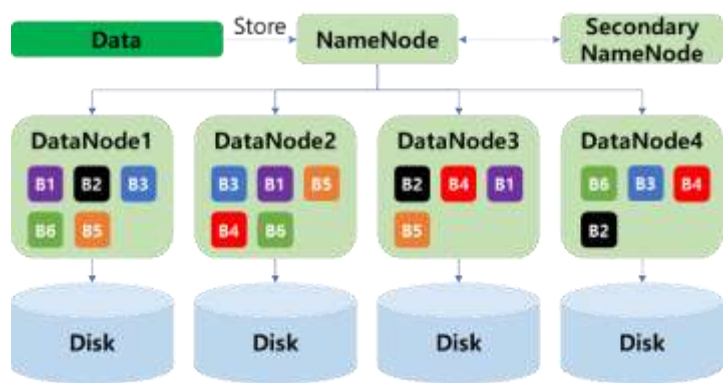 Data
Store
NameNode
Secondary
NameNode
DataNode1
DataNode2
DataNode3
DataNode4
B1 B2 B3
B6 B5
B3 B1 B5
B4 B6
B2 B4 B1
B5
B6 B3 B4
B2
Disk
Disk
Disk
Disk